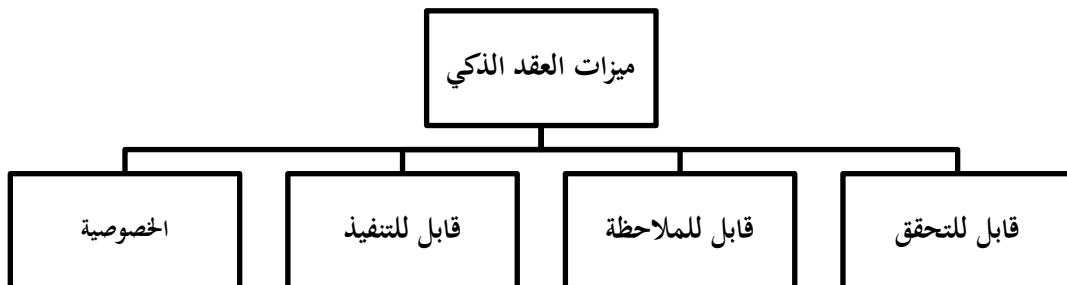 ميزات العقد الذكي
قابل للتحقق
قابل للملاحظة
قابل للتنفيذ
الخصوصية